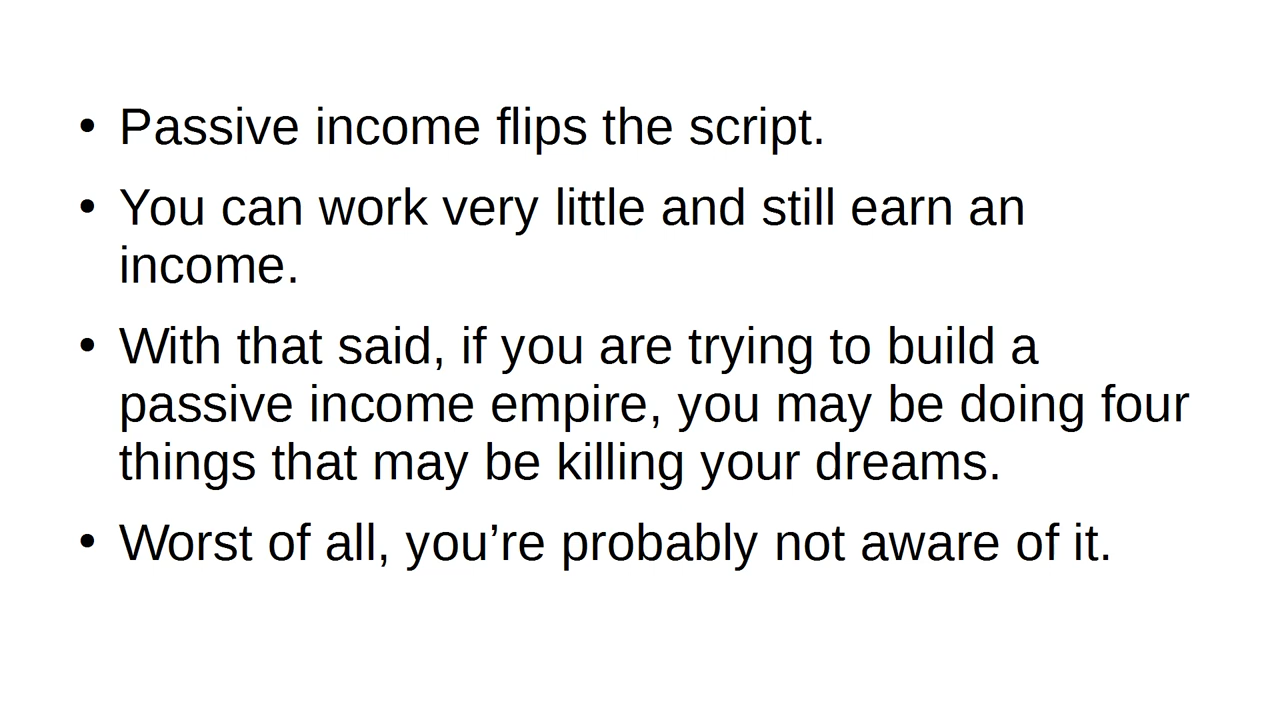 • Passive income flips the script.
• You can work very little and still earn an
income.
• With that said, if you are trying to build a
passive income empire, you may be doing four
things that may be killing your dreams.
• Worst of all, you’re probably not aware of it.